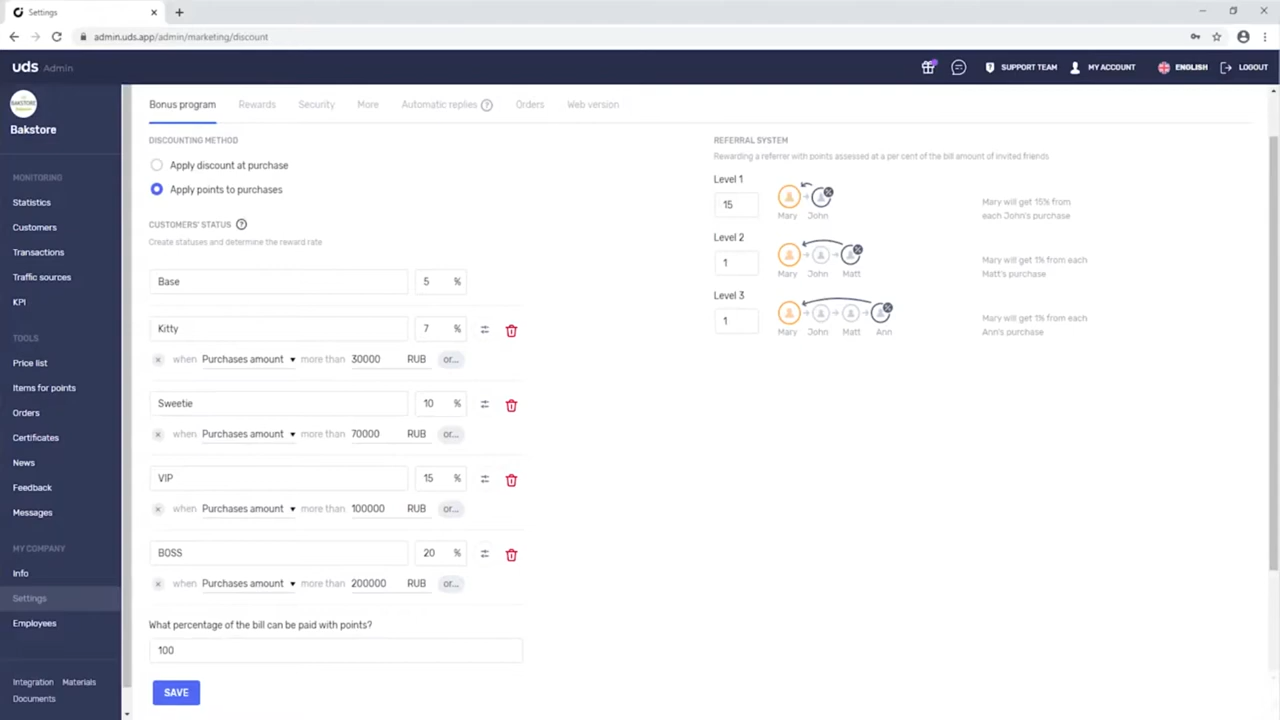 Settings
admin.uds.app/admin/marketing/discount
uds Admin
SUPPORT TEAM
MY ACCOUNT
ENGLISH
LOGOUT
Bakstore
MONITORING
Statistics
Customers
Transactions
Traffic sources
KPI
TOOLS
Price list
Items for points
Orders
Certificates
News
Feedback
Messages
MY COMPANY
Info
Settings
Employees
Integration Materials
Documents
Bonus program Rewards Security More Automatic replies ? Orders Web version
DISCOUNTING METHOD
Apply discount at purchase
Apply points to purchases
CUSTOMERS' STATUS ?
Create statuses and determine the reward rate
Base 5 %
Kitty 7 %
when Purchases amount more than 30000 RUB or...
Sweetie 10 %
when Purchases amount more than 70000 RUB or...
VIP 15 %
when Purchases amount more than 100000 RUB or...
BOSS 20 %
when Purchases amount more than 200000 RUB or...
What percentage of the bill can be paid with points?
100
SAVE
REFERRAL SYSTEM
Rewarding a referrer with points assessed at a per cent of the bill amount of invited friends
Level 1
15
Mary John
Mary will get 15% from
each John's purchase
Level 2
1
Mary John Matt
Mary will get 1% from each
Matt's purchase
Level 3
1
Mary John Matt Ann
Mary will get 1% from each
Ann's purchase